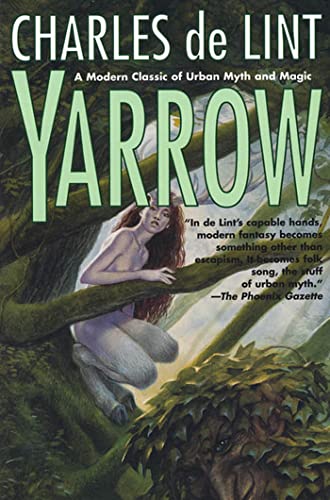 CHARLES de LINT
A Modern Classic of Urban Myth and Magic
YARROW
"In de Lint's capable hands,
modern fantasy becomes
something other than
escapism. It becomes folk
song, the stuff
of urban myth."
—The Phoenix Gazette